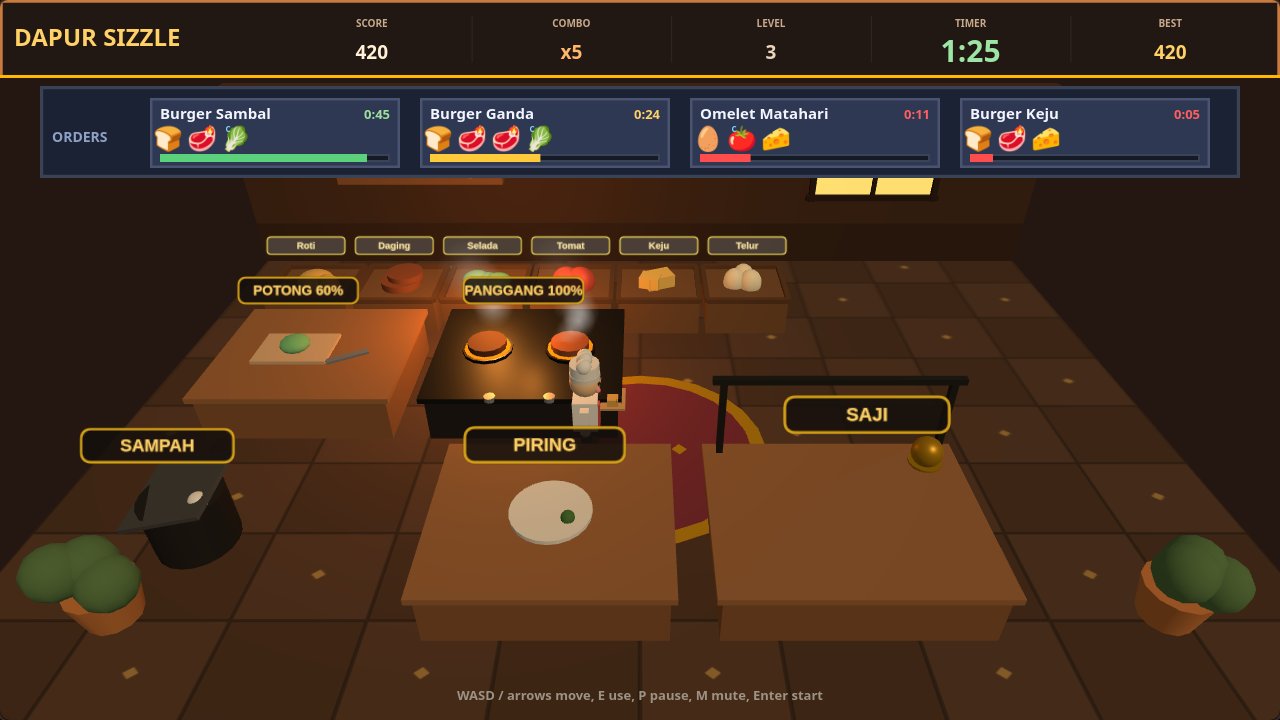 DAPUR SIZZLE
SCORE
420
COMBO
x5
LEVEL
3
TIMER
1:25
BEST
420
ORDERS
Burger Sambal 0:45
Burger Ganda 0:24
Omelet Matahari 0:11
Burger Keju 0:05
Roti
Daging
Selada
Tomat
Keju
Telur
POTONG 60%
PANGGANG 100%
SAJI
SAMPAH
PIRING
WASD / arrows move, E use, P pause, M mute, Enter start